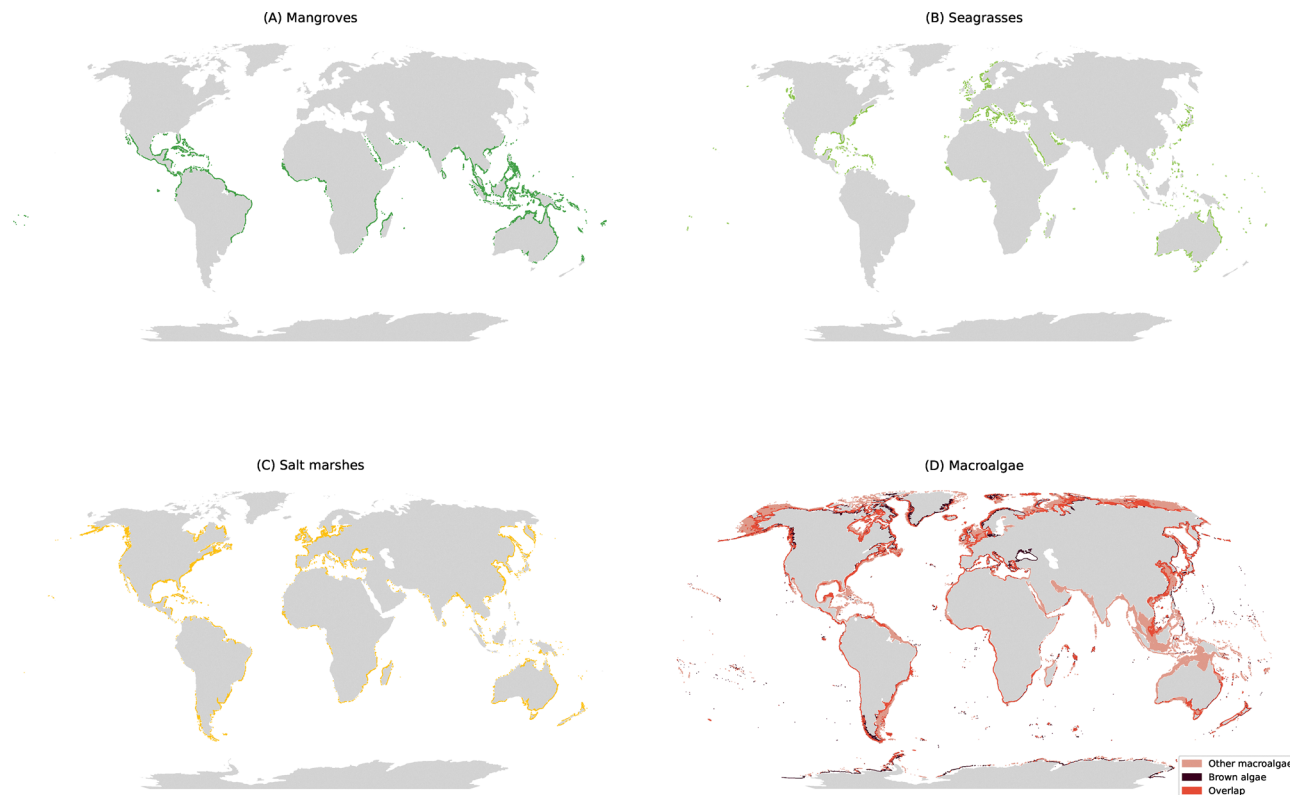 (A) Mangroves
(B) Seagrasses
(C) Salt marshes
(D) Macroalgae
Other macroalgae
Brown algae
Overlap